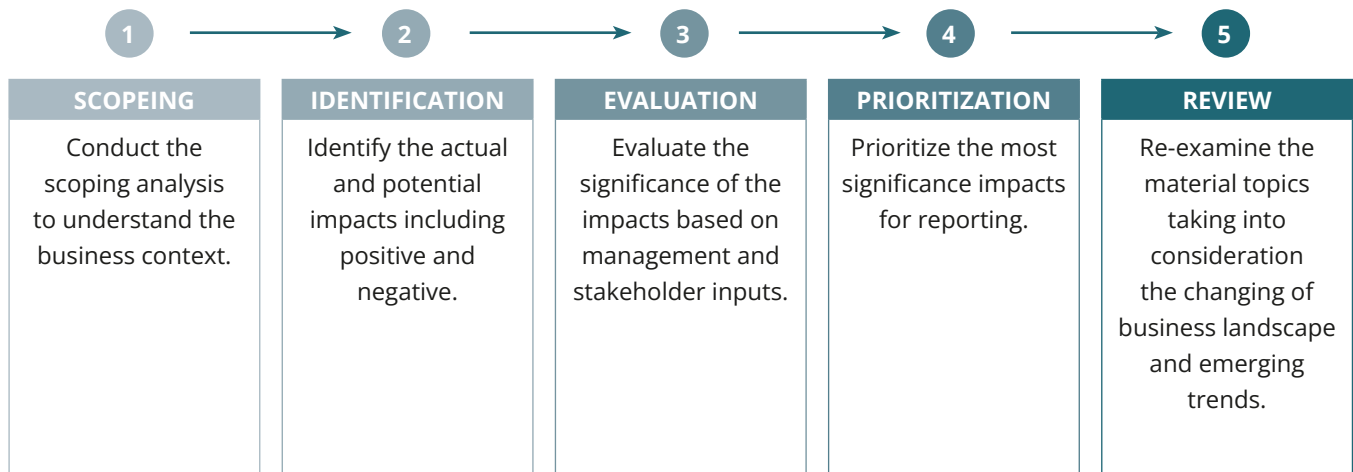 1
2
3
4
5
SCOPEING
Conduct the
scoping analysis
to understand the
business context.
IDENTIFICATION
Identify the actual
and potential
impacts including
positive and
negative.
EVALUATION
Evaluate the
significance of the
impacts based on
management and
stakeholder inputs.
PRIORITIZATION
Prioritize the most
significance impacts
for reporting.
REVIEW
Re-examine the
material topics
taking into
consideration
the changing of
business landscape
and emerging
trends.